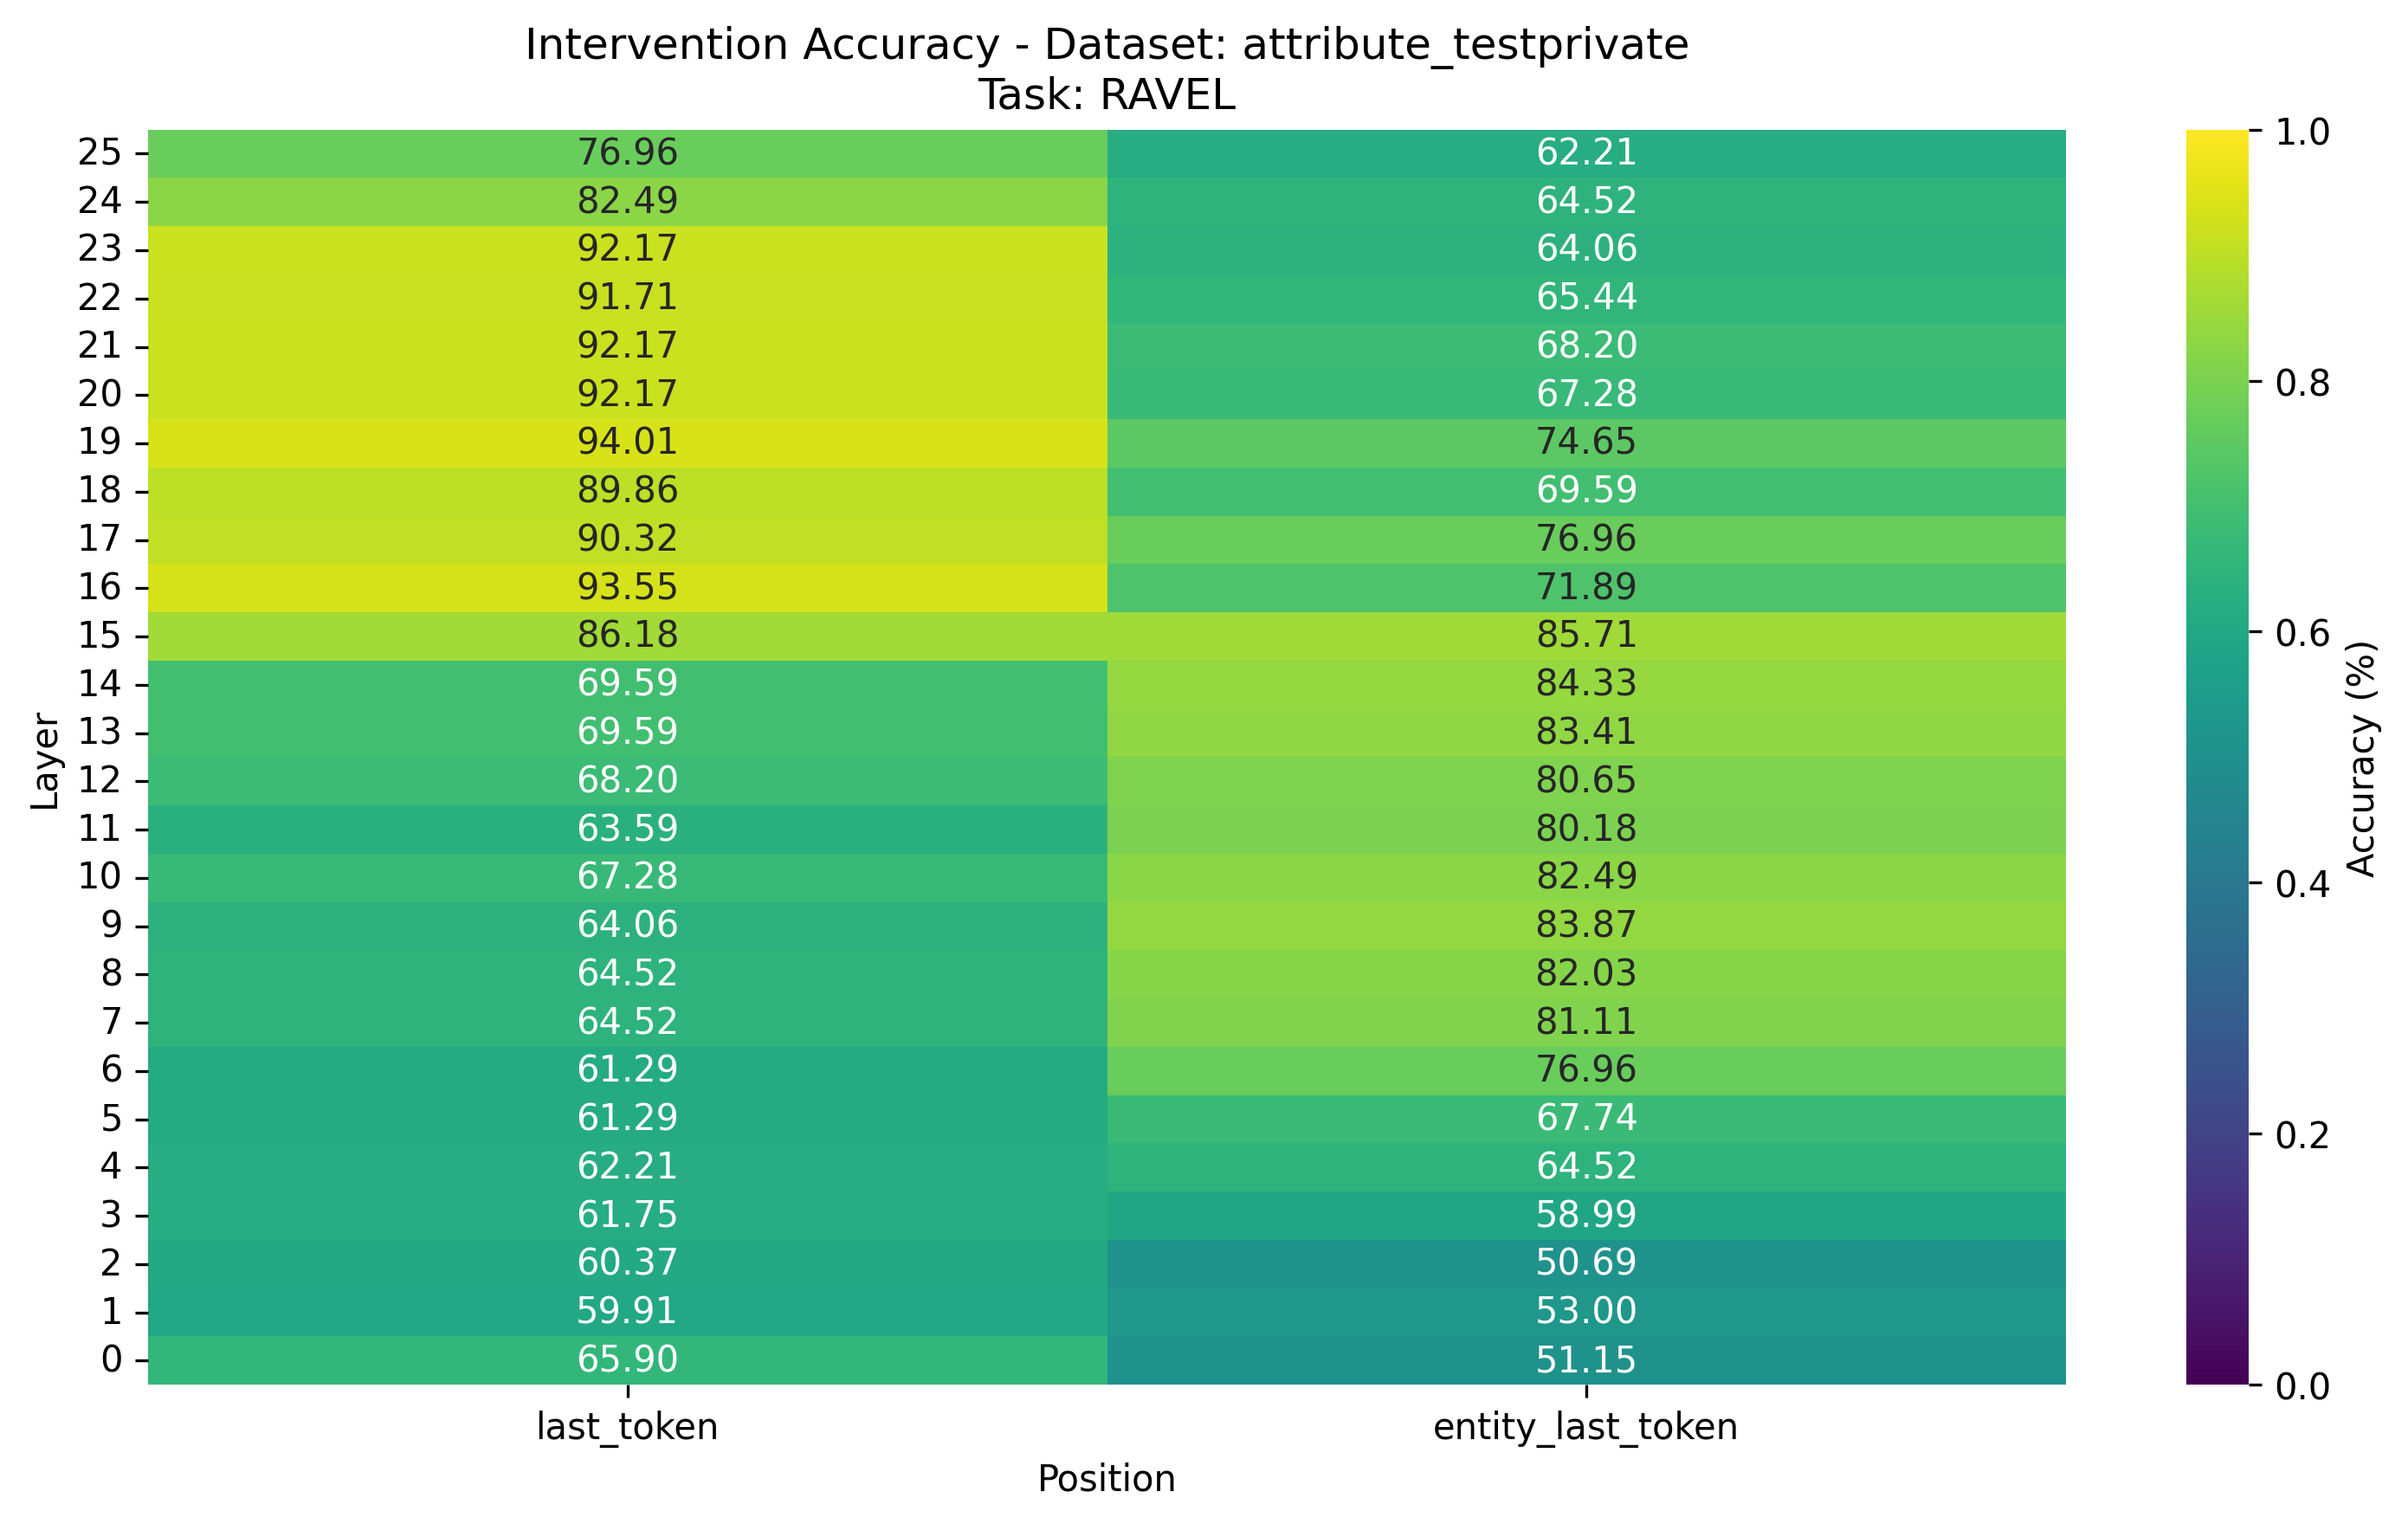 Intervention Accuracy - Dataset: attribute_testprivate
Task: RAVEL
25 76.96 62.21
24 82.49 64.52
23 92.17 64.06
22 91.71 65.44
21 92.17 68.20
20 92.17 67.28
19 94.01 74.65
18 89.86 69.59
17 90.32 76.96
16 93.55 71.89
15 86.18 85.71
14 69.59 84.33
13 69.59 83.41
12 68.20 80.65
11 63.59 80.18
10 67.28 82.49
9 64.06 83.87
8 64.52 82.03
7 64.52 81.11
6 61.29 76.96
5 61.29 67.74
4 62.21 64.52
3 61.75 58.99
2 60.37 50.69
1 59.91 53.00
0 65.90 51.15
last_token entity_last_token
Position
Layer
1.0
0.8
0.6
0.4
0.2
0.0
Accuracy (%)